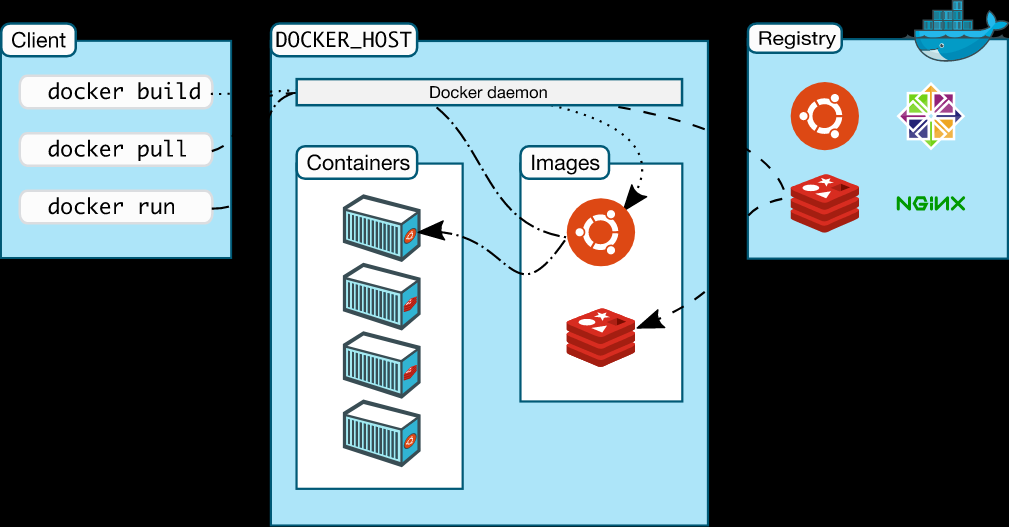 Client
docker build
docker pull
docker run
DOCKER_HOST
Docker daemon
Containers
Images
Registry
NGINX